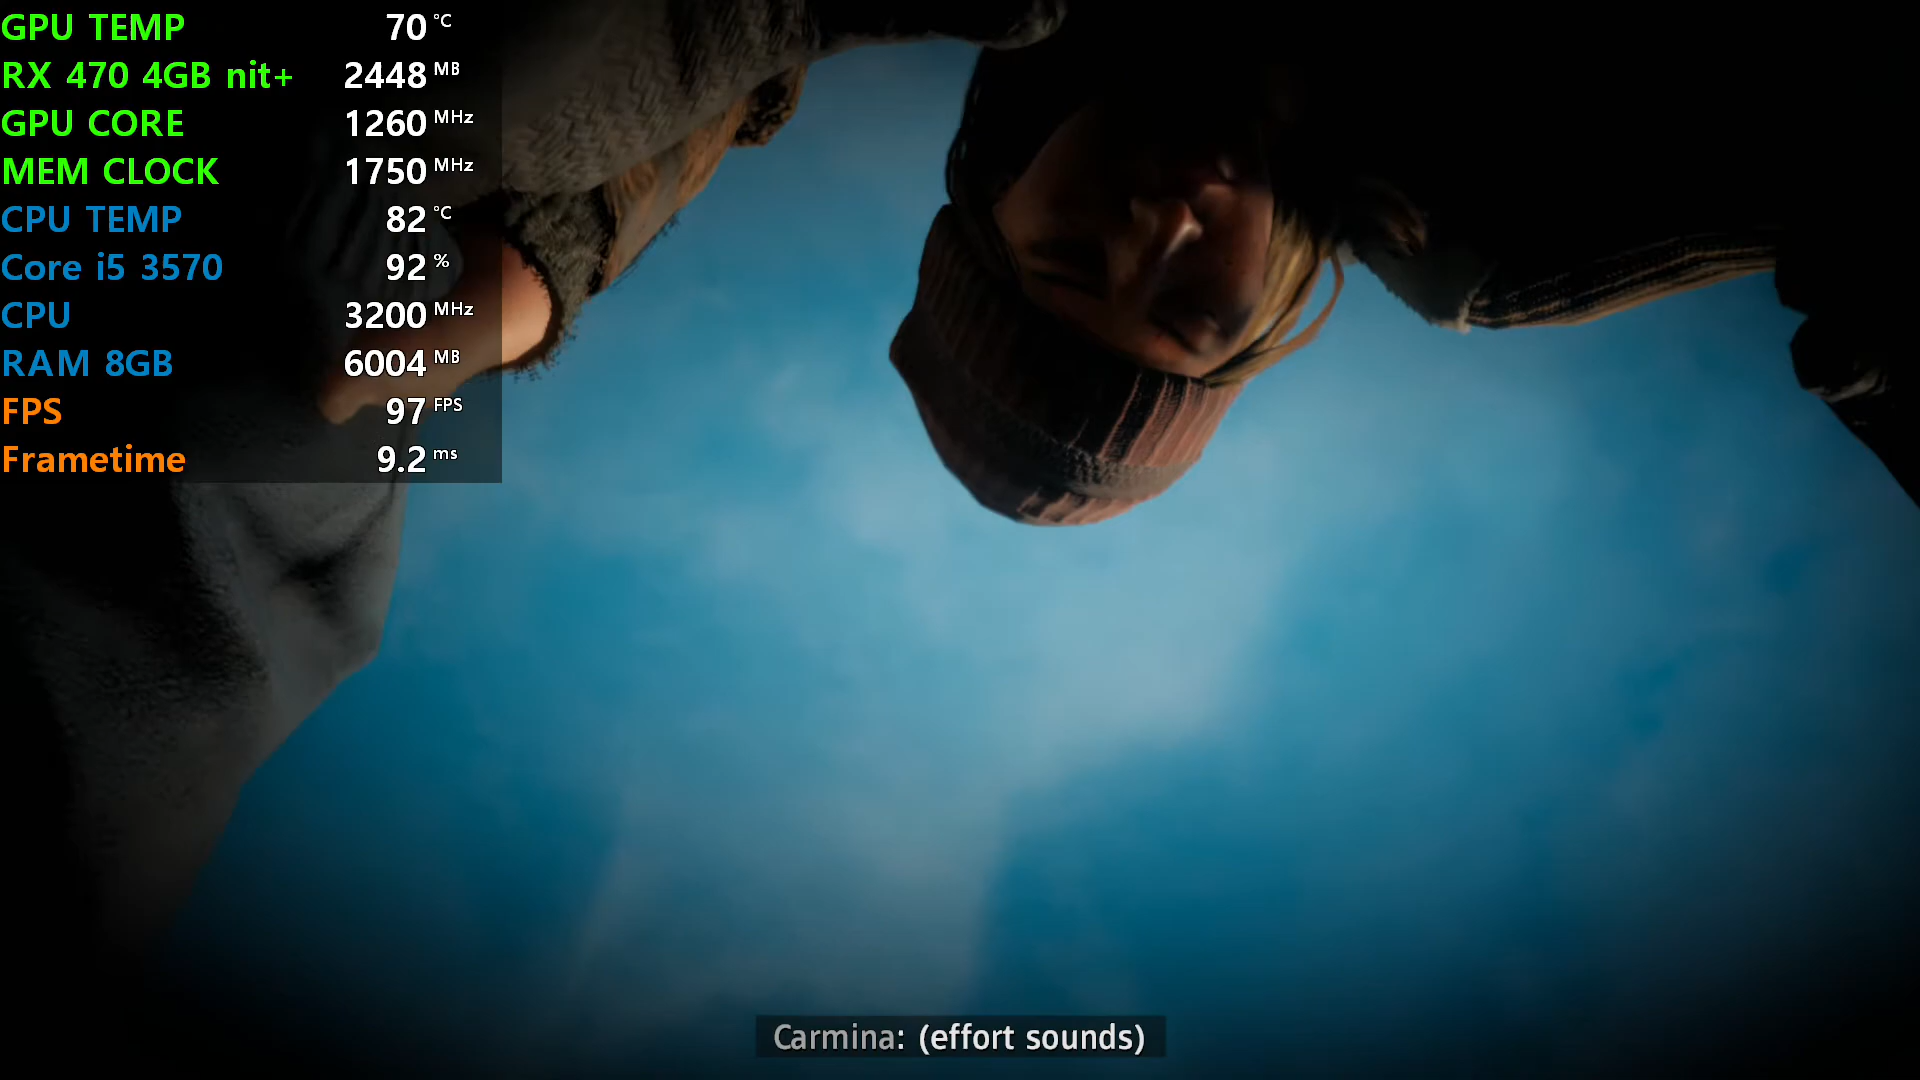 GPU TEMP 70 °C
RX 470 4GB nit+ 2448 MB
GPU CORE 1260 MHz
MEM CLOCK 1750 MHz
CPU TEMP 82 °C
Core i5 3570 92 %
CPU 3200 MHz
RAM 8GB 6004 MB
FPS 97 FPS
Frametime 9.2 ms
Carmina: (effort sounds)